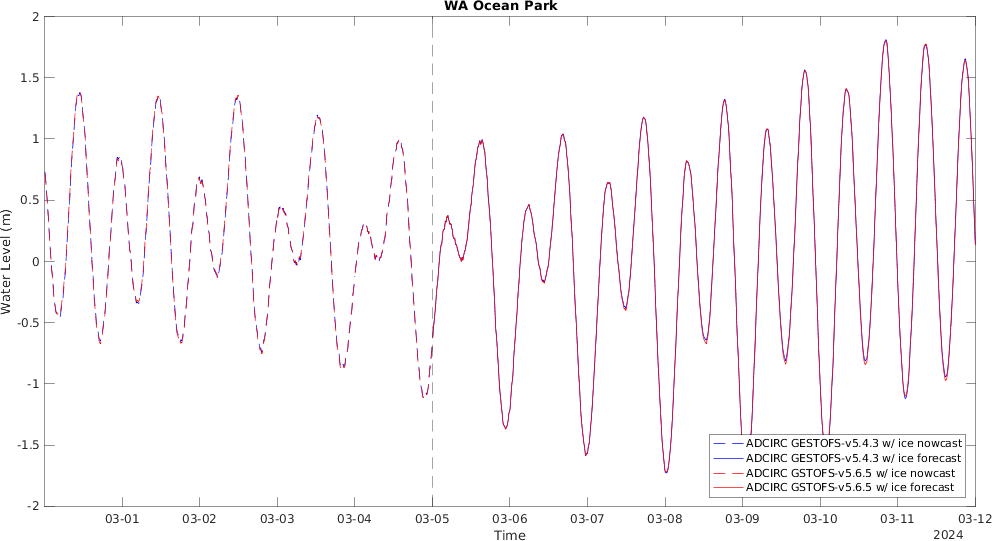 WA Ocean Park
2
1.5
1
0.5
0
-0.5
-1
-1.5
-2
Water Level (m)
ADCIRC GESTOFS-v5.4.3 w/ ice nowcast
ADCIRC GESTOFS-v5.4.3 w/ ice forecast
ADCIRC GSTOFS-v5.6.5 w/ ice nowcast
ADCIRC GSTOFS-v5.6.5 w/ ice forecast
03-01 03-02 03-03 03-04 03-05 03-06 03-07 03-08 03-09 03-10 03-11 03-12
Time
2024